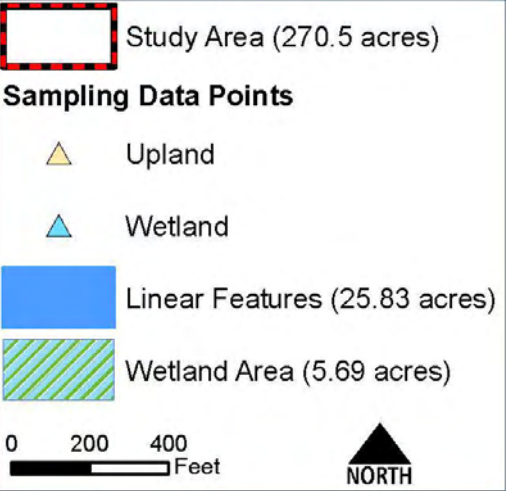 Study Area (270.5 acres)
Sampling Data Points
Upland
Wetland
Linear Features (25.83 acres)
Wetland Area (5.69 acres)
0 200 400
Feet
NORTH